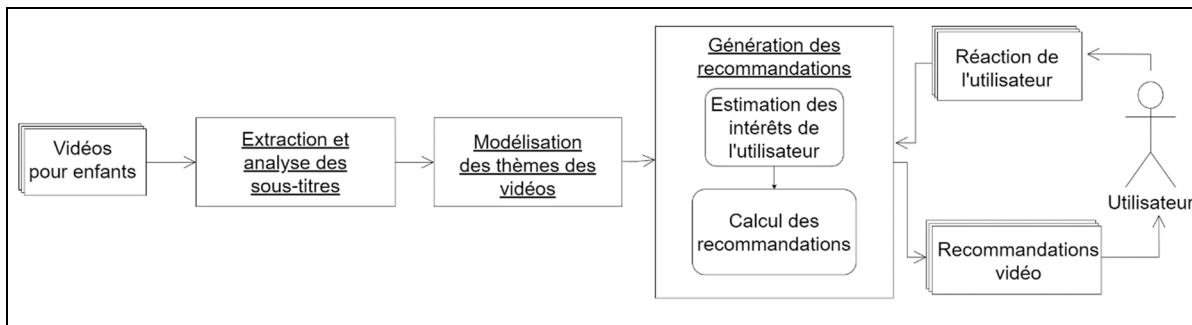 Vidéos
pour enfants
Extraction et
analyse des
sous-titres
Modélisation
des thèmes des
vidéos
Génération des
recommandations
Estimation des
intérêts de
l'utilisateur
Calcul des
recommandations
Réaction de
l'utilisateur
Utilisateur
Recommandations
vidéo